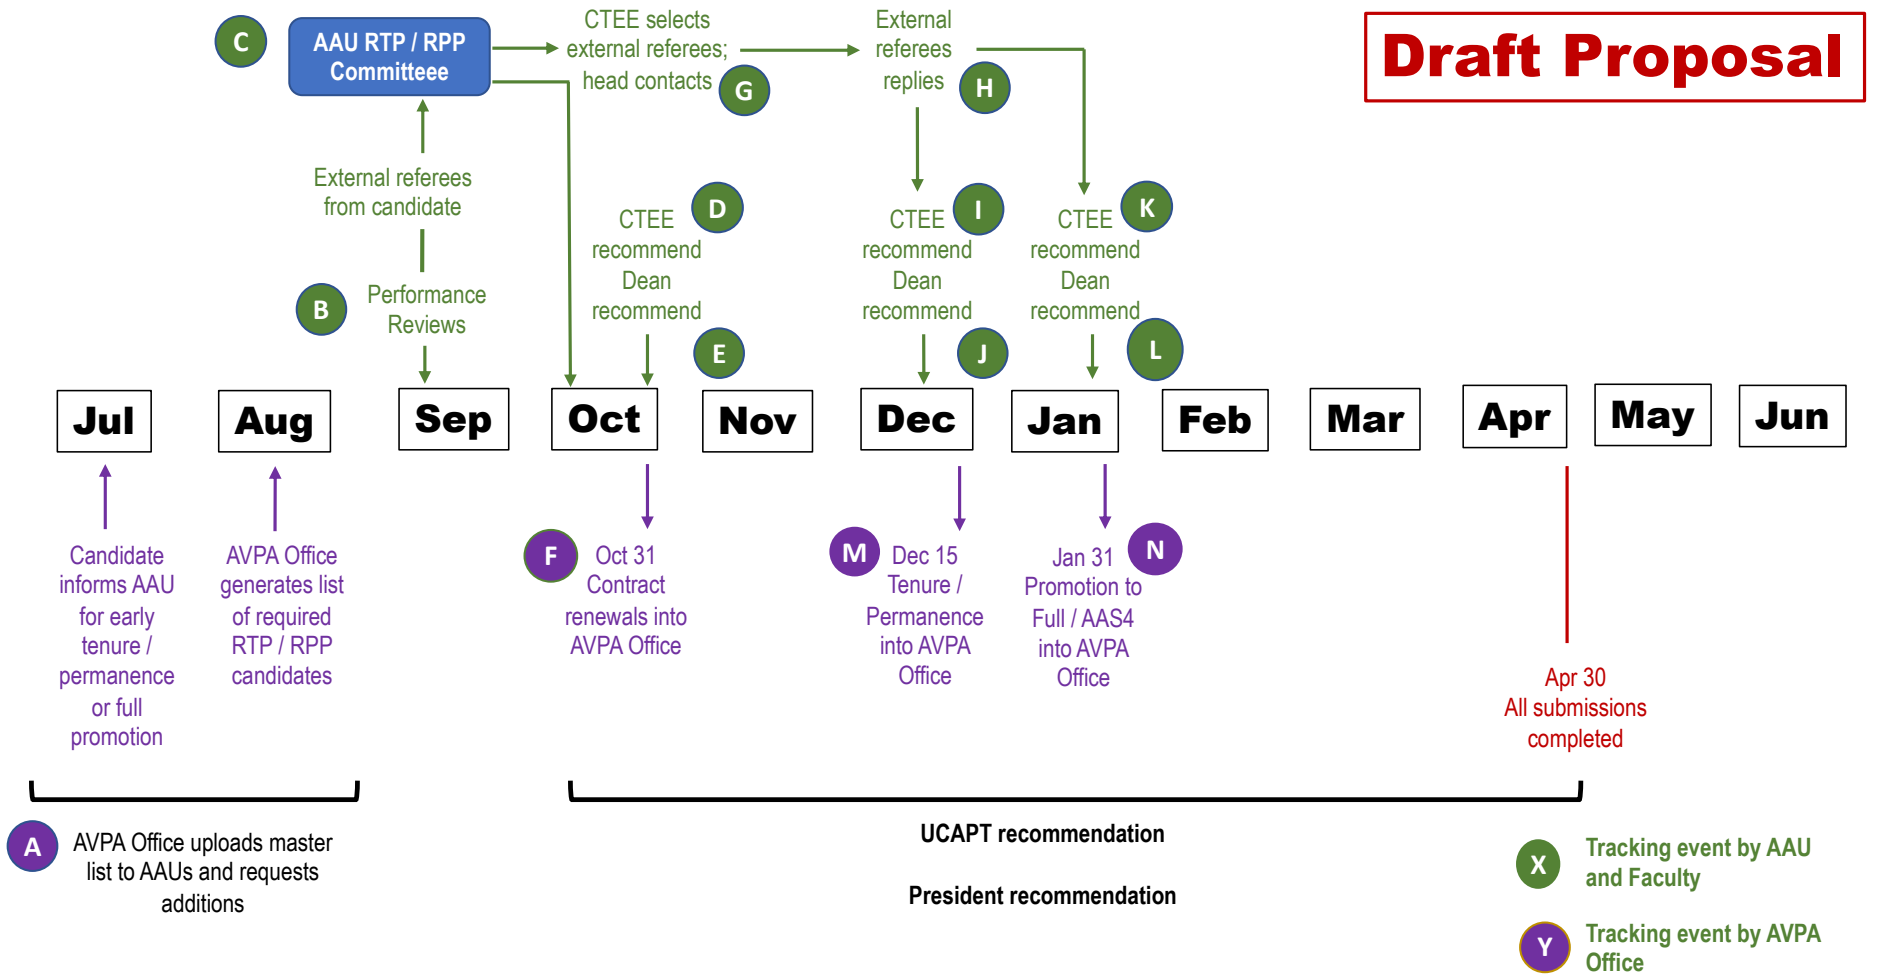 Draft Proposal
C
AAU RTP / RPP
Committeee
CTEE selects
external referees;
head contacts
G
External
referees
replies
H
External referees
from candidate
B
Performance
Reviews
CTEE
recommend
Dean
recommend
D
E
CTEE
recommend
Dean
recommend
I
J
CTEE
recommend
Dean
recommend
K
L
Jul
Aug
Sep
Oct
Nov
Dec
Jan
Feb
Mar
Apr
May
Jun
Candidate
informs AAU
for early
tenure /
permanence
or full
promotion
AVPA Office
generates list
of required
RTP / RPP
candidates
F
Oct 31
Contract
renewals into
AVPA Office
M
Dec 15
Tenure /
Permanence
into AVPA
Office
Jan 31
Promotion to
Full / AAS4
into AVPA
Office
N
Apr 30
All submissions
completed
A
AVPA Office uploads master
list to AAUs and requests
additions
UCAPT recommendation
President recommendation
X
Tracking event by AAU
and Faculty
Y
Tracking event by AVPA
Office